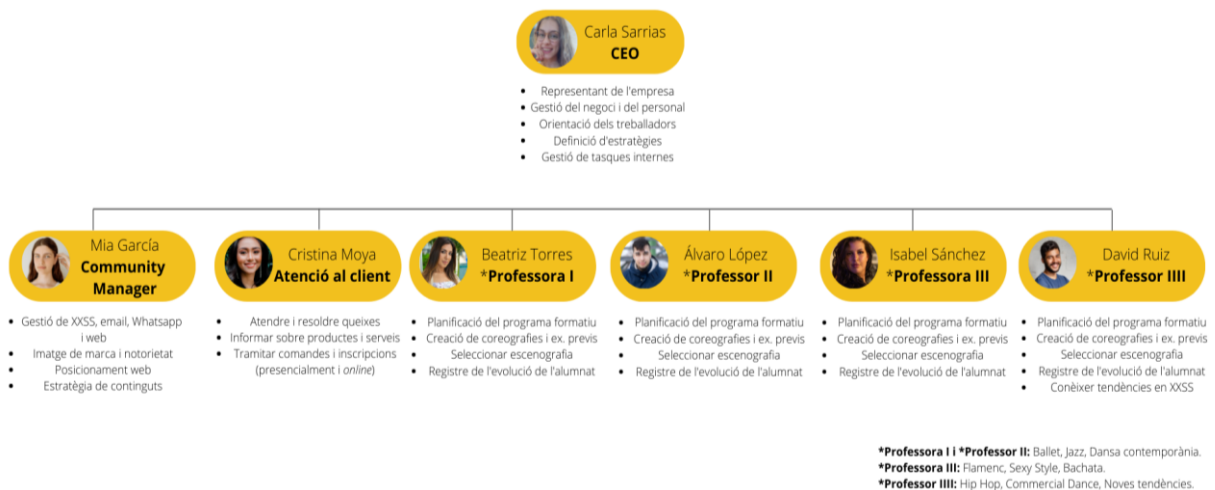 Carla Sarrias
CEO
• Representant de l'empresa
• Gestió del negoci i del personal
• Orientació dels treballadors
• Definició d'estratègies
• Gestió de tasques internes
Mia García
Community
Manager
• Gestió de XXSS, email, Whatsapp
i web
• Imatge de marca i notorietat
• Posicionament web
• Estratègia de continguts
Cristina Moya
Atenció al client
• Atendre i resoldre queixes
• Informar sobre productes i serveis
• Tramitar comandes i inscripcions
(presencialment i online)
Beatriz Torres
*Professora I
• Planificació del programa formatiu
• Creació de coreografies i ex. previs
• Seleccionar escenografia
• Registre de l'evolució de l'alumnat
Álvaro López
*Professor II
• Planificació del programa formatiu
• Creació de coreografies i ex. previs
• Seleccionar escenografia
• Registre de l'evolució de l'alumnat
Isabel Sánchez
*Professora III
• Planificació del programa formatiu
• Creació de coreografies i ex. previs
• Seleccionar escenografia
• Registre de l'evolució de l'alumnat
David Ruiz
*Professor IIII
• Planificació del programa formatiu
• Creació de coreografies i ex. previs
• Seleccionar escenografia
• Registre de l'evolució de l'alumnat
• Conèixer tendències en XXSS
*Professora I i *Professor II: Ballet, Jazz, Dansa contemporània.
*Professora III: Flamenc, Sexy Style, Bachata.
*Professor IIII: Hip Hop, Commercial Dance, Noves tendències.